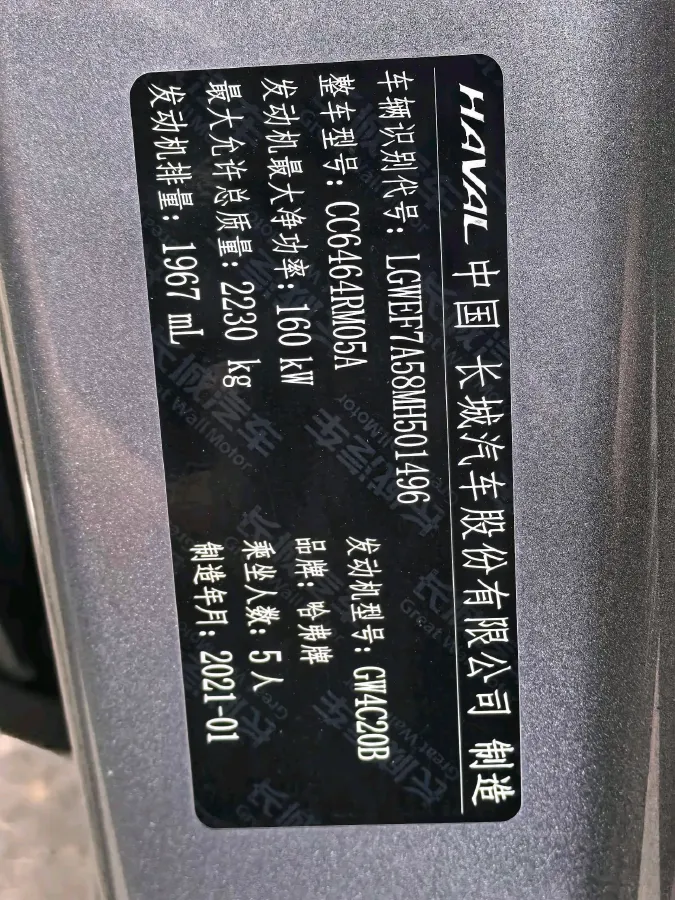 HAVAL 中国 长城汽车股份有限公司 制造
车辆识别代号：LGWEF7A58MH501496
整车型号：CC6464RM05A 发动机型号：GW4C20B
发动机最大净功率：160 kW 品牌：哈弗牌
最大允许总质量：2230 kg 乘坐人数：5 人
发动机排量：1967 mL 制造年月：2021-01